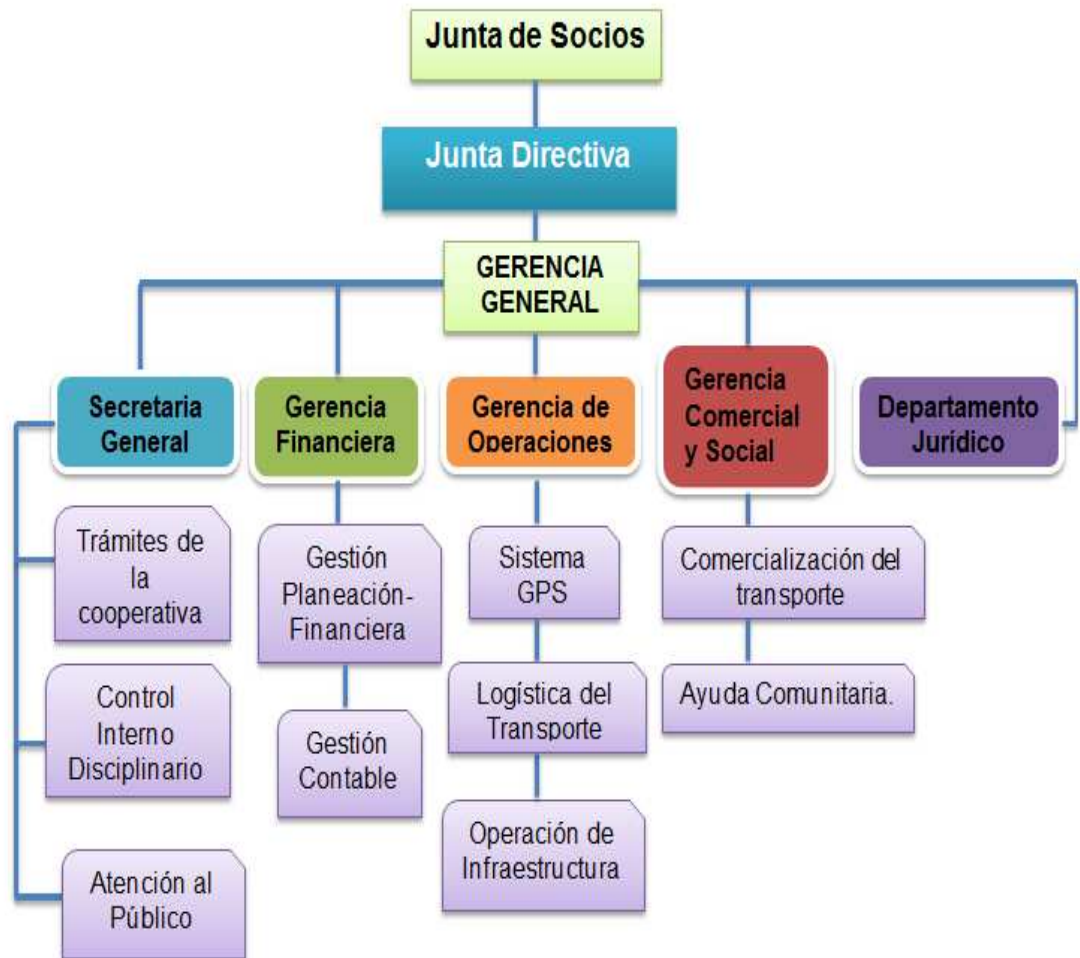 Junta de Socios
Junta Directiva
GERENCIA
GENERAL
Secretaria
General
Gerencia
Financiera
Gerencia de
Operaciones
Gerencia
Comercial
y Social
Departamento
Jurídico
Trámites de
la
cooperativa
Control
Interno
Disciplinario
Atención al
Público
Gestión
Planeación-
Financiera
Gestión
Contable
Sistema
GPS
Logística del
Transporte
Operación de
Infraestructura
Comercialización del
transporte
Ayuda Comunitaria.